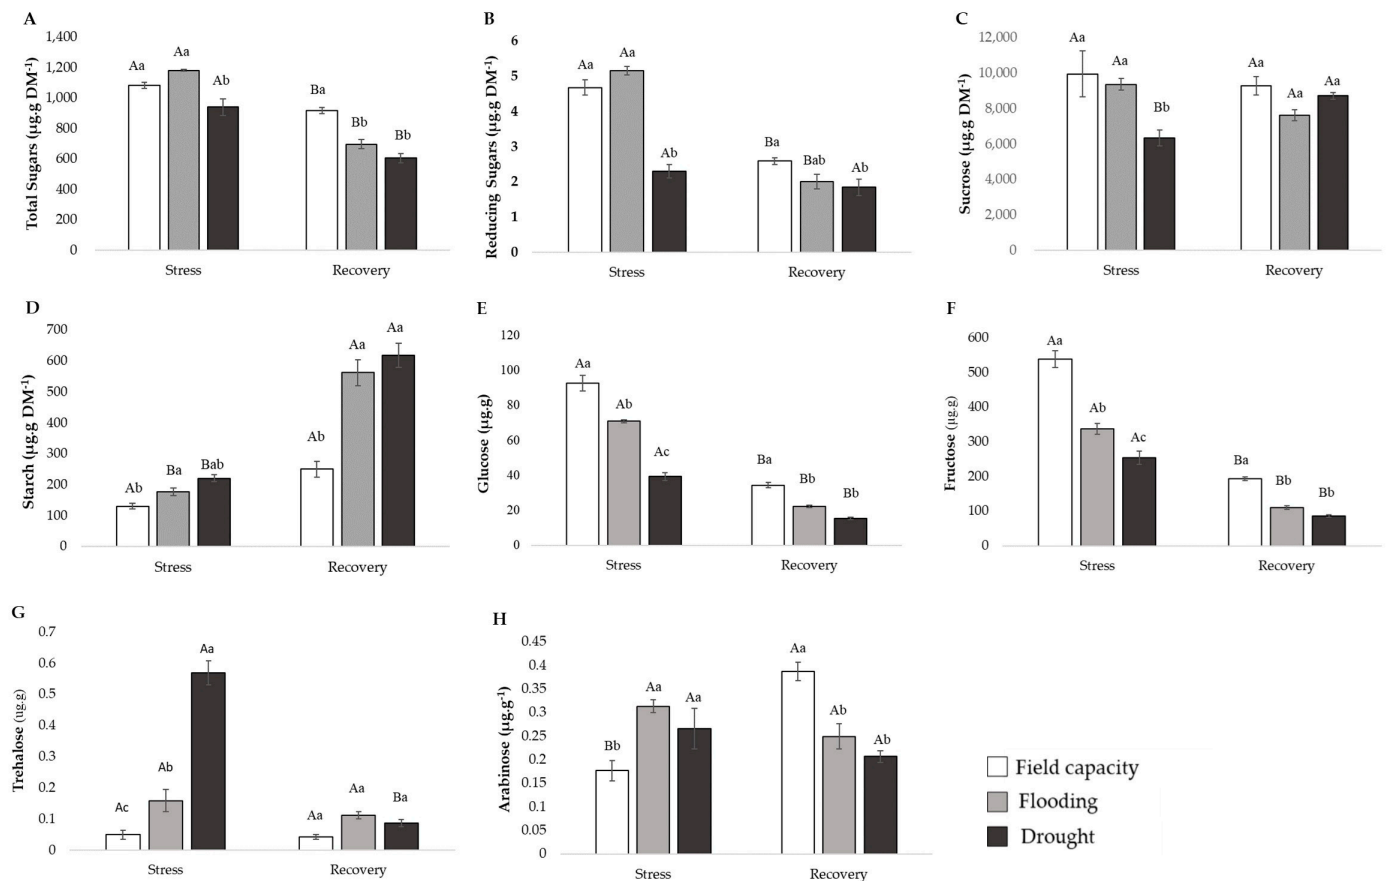 A
Total Sugars (µg.g DM⁻¹)
1,400
1,200
1,000
800
600
400
200
0
Aa
Aa
Ab
Ba
Bb
Bb
Stress
Recovery
B
Reducing Sugars (µg.g DM⁻¹)
6
5
4
3
2
1
0
Aa
Aa
Ab
Ba
Bab
Ab
Stress
Recovery
C
Sucrose (µg.g DM⁻¹)
12,000
10,000
8,000
6,000
4,000
2,000
0
Aa
Aa
Bb
Aa
Aa
Aa
Stress
Recovery
D
Starch (µg.g DM⁻¹)
700
600
500
400
300
200
100
0
Ab
Ba
Bab
Ab
Aa
Aa
Stress
Recovery
E
Glucose (µg.g)
120
100
80
60
40
20
0
Aa
Ab
Ac
Ba
Bb
Bb
Stress
Recovery
F
Fructose (µg.g)
600
500
400
300
200
100
0
Aa
Ab
Ac
Ba
Bb
Bb
Stress
Recovery
G
Trehalose (ug.g)
0.7
0.6
0.5
0.4
0.3
0.2
0.1
0
Ac
Ab
Aa
Aa
Aa
Ba
Stress
Recovery
H
Arabinose (µg.g⁻¹)
0.45
0.4
0.35
0.3
0.25
0.2
0.15
0.1
0.05
0
Bb
Aa
Aa
Aa
Ab
Ab
Stress
Recovery
Field capacity
Flooding
Drought